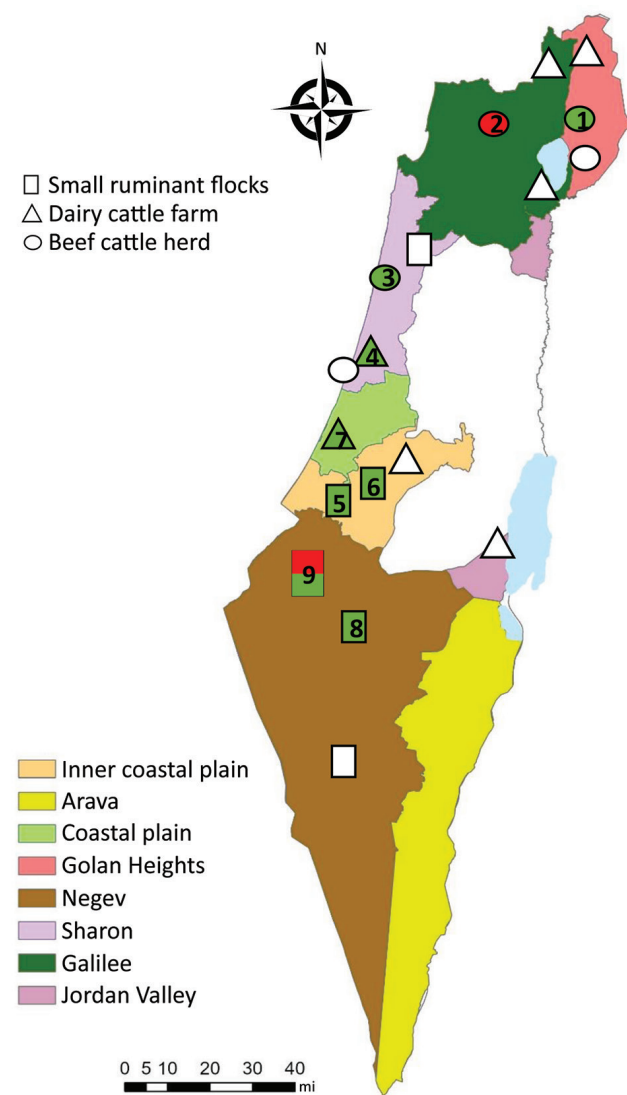 N
Small ruminant flocks
Dairy cattle farm
Beef cattle herd
1
2
3
4
7
6
5
9
8
Inner coastal plain
Arava
Coastal plain
Golan Heights
Negev
Sharon
Galilee
Jordan Valley
0 5 10 20 30 40
mi